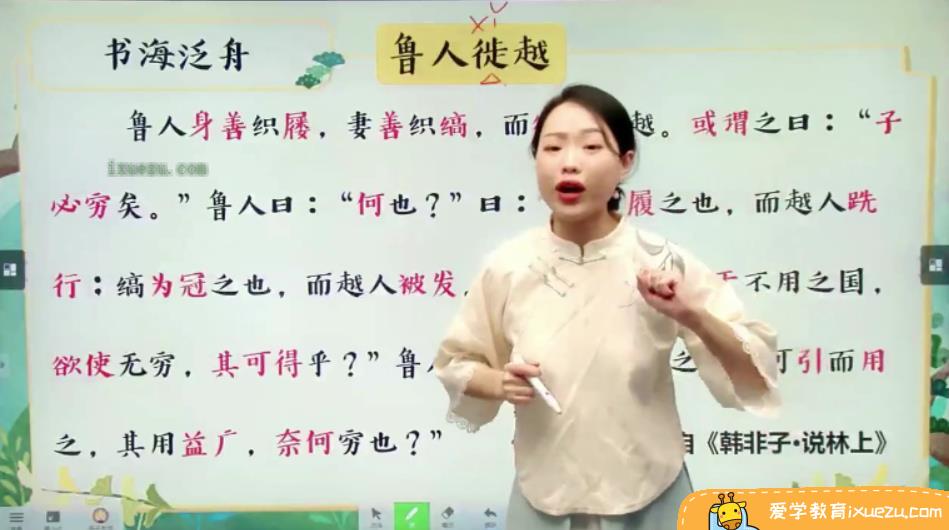 书海泛舟
xǐ
鲁人徙越
鲁人身善织屦，妻善织缟，而 越。或谓之曰：“子
ixuezu.com
必穷矣。”鲁人曰：“何也？”曰： 履之也，而越人跣
行：缟为冠之也，而越人被发， 不用之国，
欲使无穷，其可得乎？”鲁 可引而用
之，其用益广，奈何穷也？” 自《韩非子·说林上》
爱学教育ixuezu.com